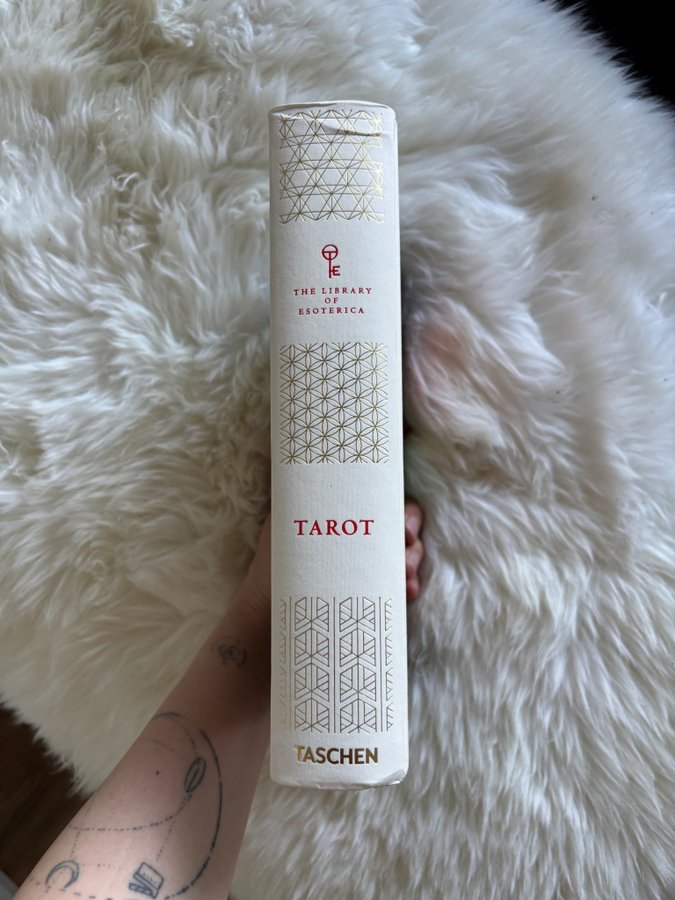 THE LIBRARY
OF
ESOTERICA
TAROT
TASCHEN